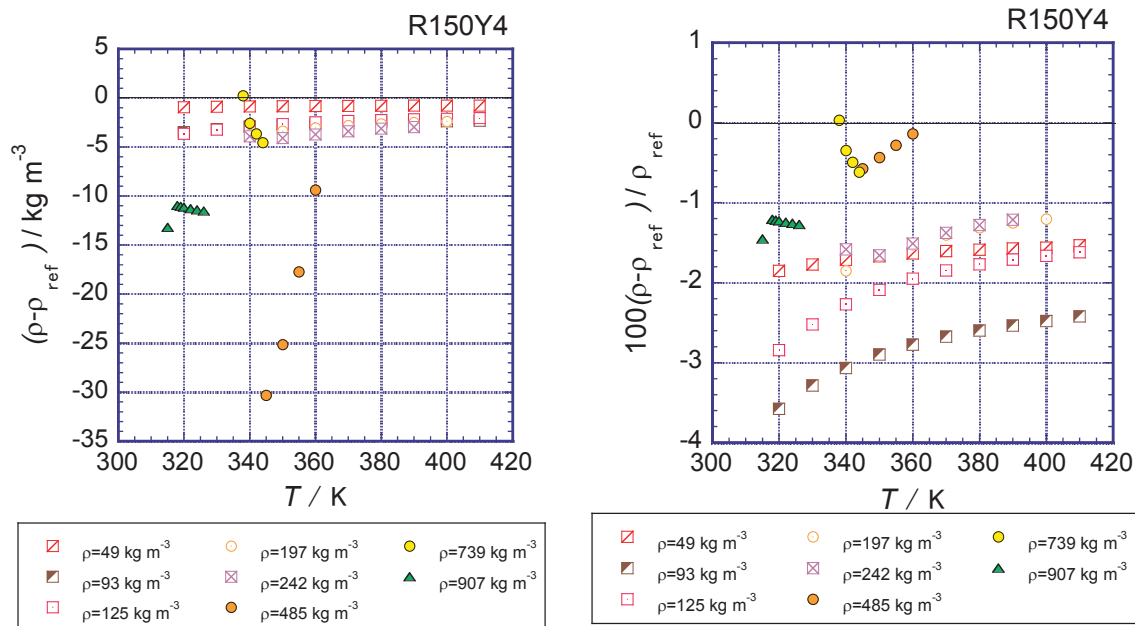 R150Y4
5
0
-5
-10
-15
-20
-25
-30
-35
(ρ-ρ ref ) / kg m-3
300 320 340 360 380 400 420
T / K
ρ=49 kg m-3 ρ=197 kg m-3 ρ=739 kg m-3
ρ=93 kg m-3 ρ=242 kg m-3 ρ=907 kg m-3
ρ=125 kg m-3 ρ=485 kg m-3
R150Y4
1
0
-1
-2
-3
-4
100(ρ-ρ ref ) / ρ ref
300 320 340 360 380 400 420
T / K
ρ=49 kg m-3 ρ=197 kg m-3 ρ=739 kg m-3
ρ=93 kg m-3 ρ=242 kg m-3 ρ=907 kg m-3
ρ=125 kg m-3 ρ=485 kg m-3